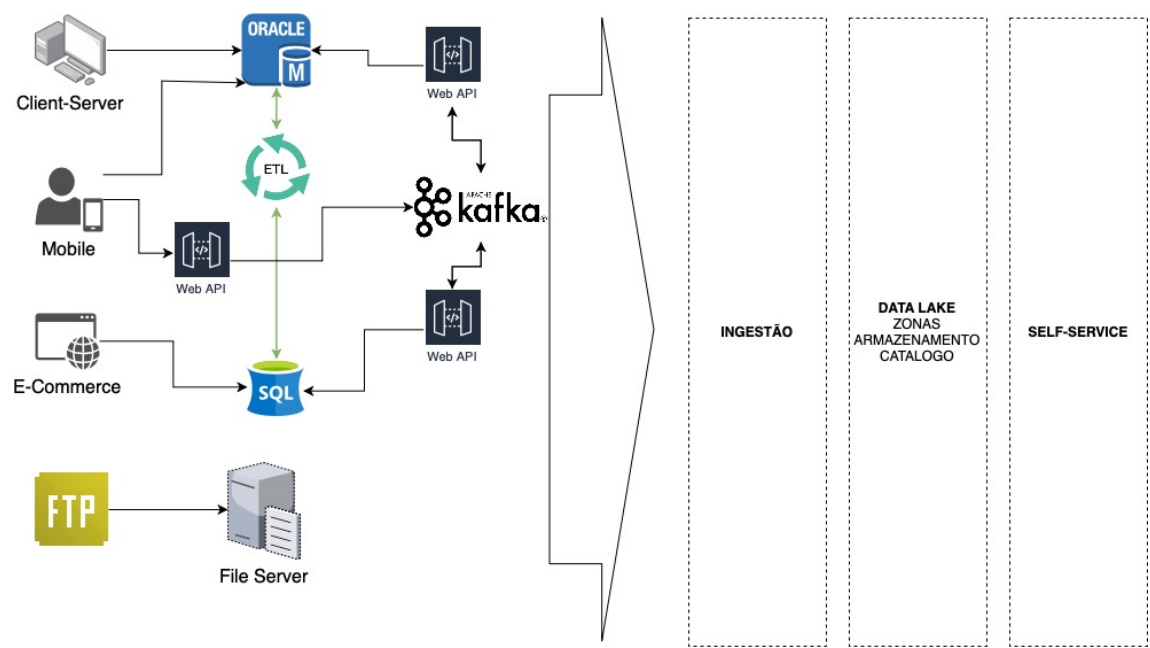 ORACLE
M
Client-Server
</>
Web API
ETL
APACHE
kafka
Mobile
</>
Web API
</>
Web API
E-Commerce
SQL
FTP
File Server
INGESTÃO
DATA LAKE
ZONAS
ARMAZENAMENTO
CATALOGO
SELF-SERVICE